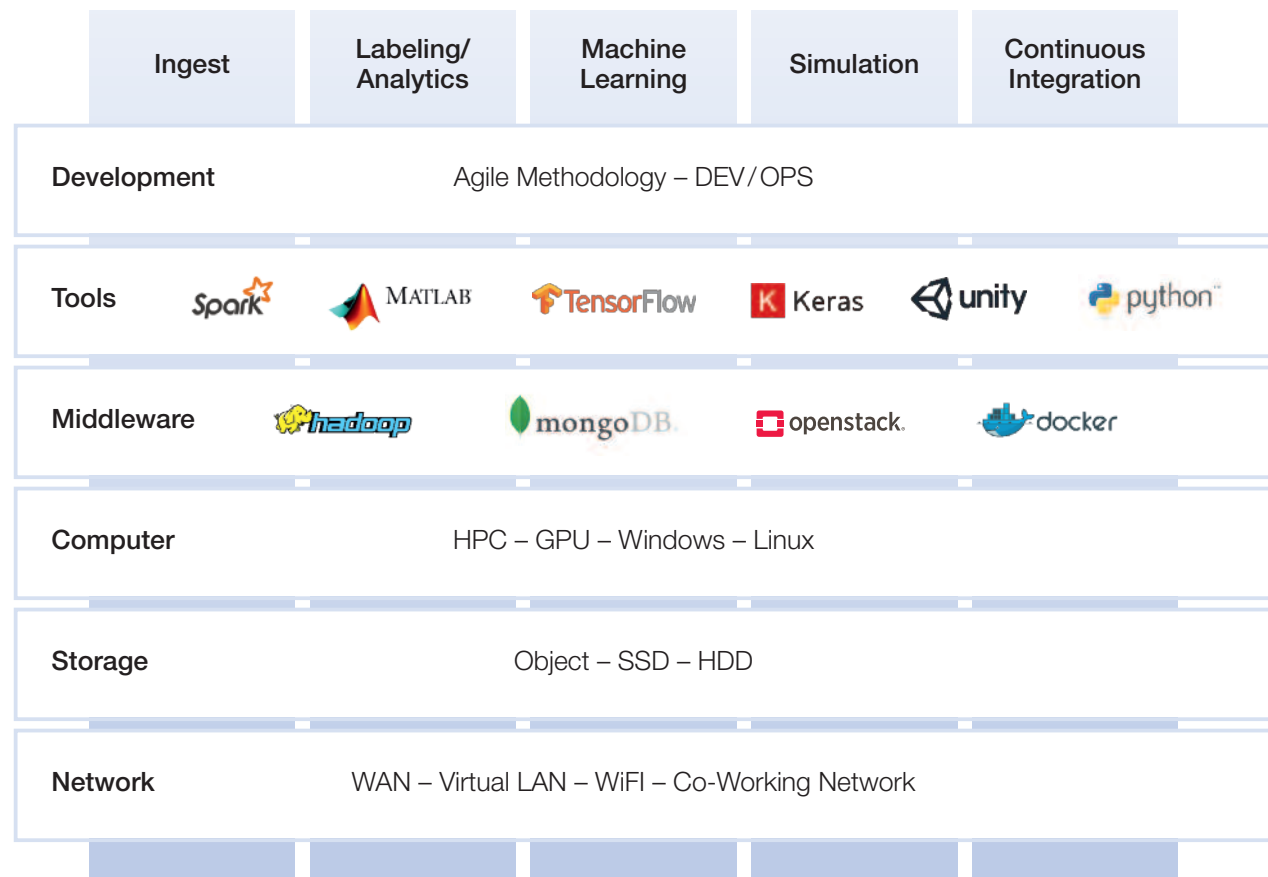 Ingest
Labeling/
Analytics
Machine
Learning
Simulation
Continuous
Integration
Development
Agile Methodology – DEV/OPS
Tools
Spark
MATLAB
TensorFlow
K Keras
unity
python™
Middleware
hadoop
mongoDB.
openstack.
docker
Computer
HPC – GPU – Windows – Linux
Storage
Object – SSD – HDD
Network
WAN – Virtual LAN – WiFI – Co-Working Network